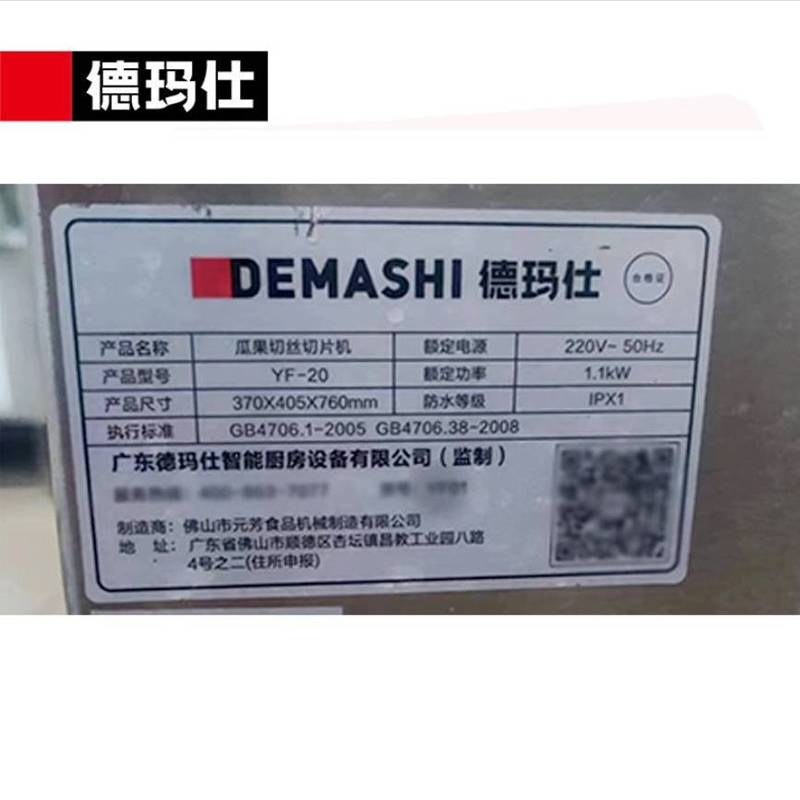 德玛仕
DEMASHI 德玛仕
合格证
产品名称 瓜果切丝切片机 额定电源 220V~ 50Hz
产品型号 YF-20 额定功率 1.1kW
产品尺寸 370X405X760mm 防水等级 IPX1
执行标准 GB4706.1-2005 GB4706.38-2008
广东德玛仕智能厨房设备有限公司（监制）
制造商：佛山市元芳食品机械制造有限公司
地 址：广东省佛山市顺德区杏坛镇昌教工业园八路
4号之二(住所申报)